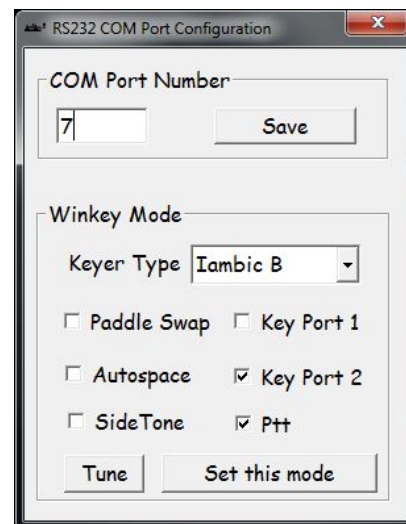 RS232 COM Port Configuration
COM Port Number
7
Save
Winkey Mode
Keyer Type Iambic B
Paddle Swap Key Port 1
Autospace Key Port 2
SideTone Ptt
Tune Set this mode